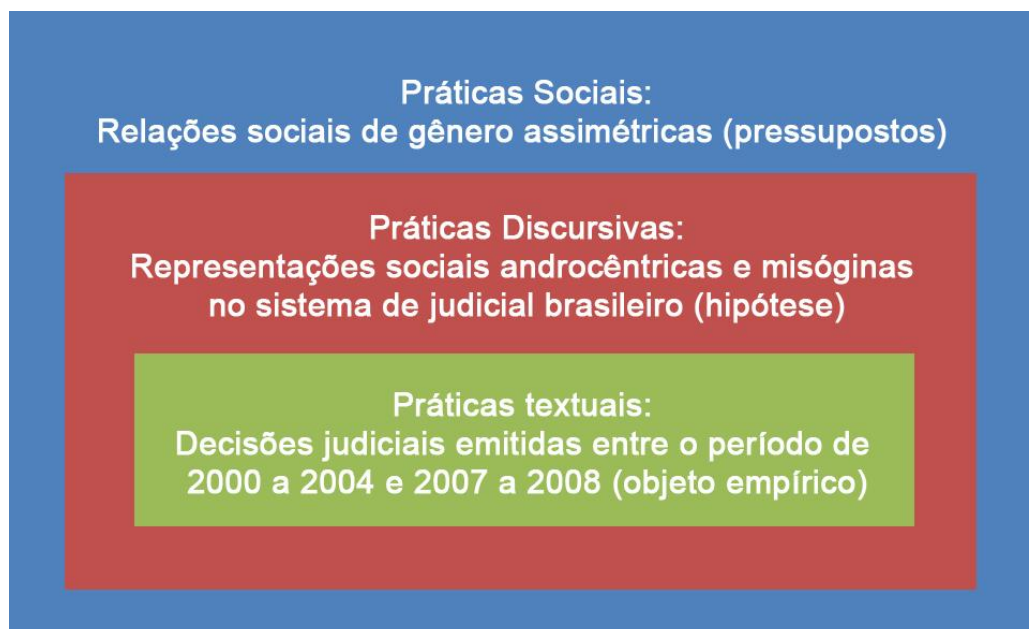 Práticas Sociais:
Relações sociais de gênero assimétricas (pressupostos)
Práticas Discursivas:
Representações sociais androcêntricas e misóginas
no sistema de judicial brasileiro (hipótese)
Práticas textuais:
Decisões judiciais emitidas entre o período de
2000 a 2004 e 2007 a 2008 (objeto empírico)